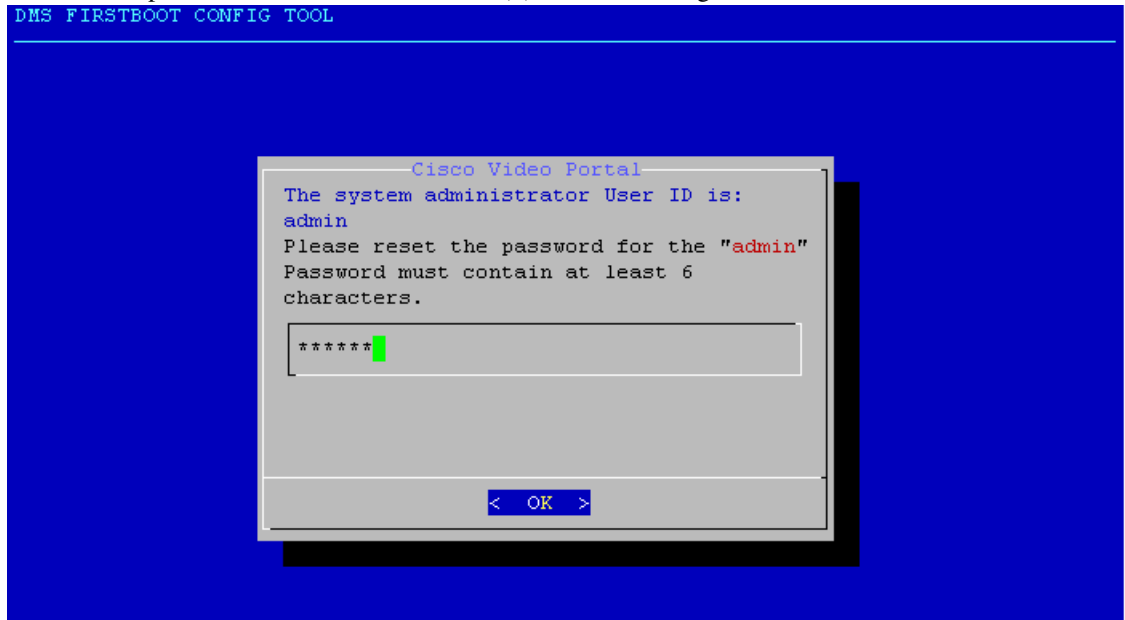 DMS FIRSTBOOT CONFIG TOOL
Cisco Video Portal
The system administrator User ID is:
admin
Please reset the password for the "admin"
Password must contain at least 6
characters.
******
< OK >